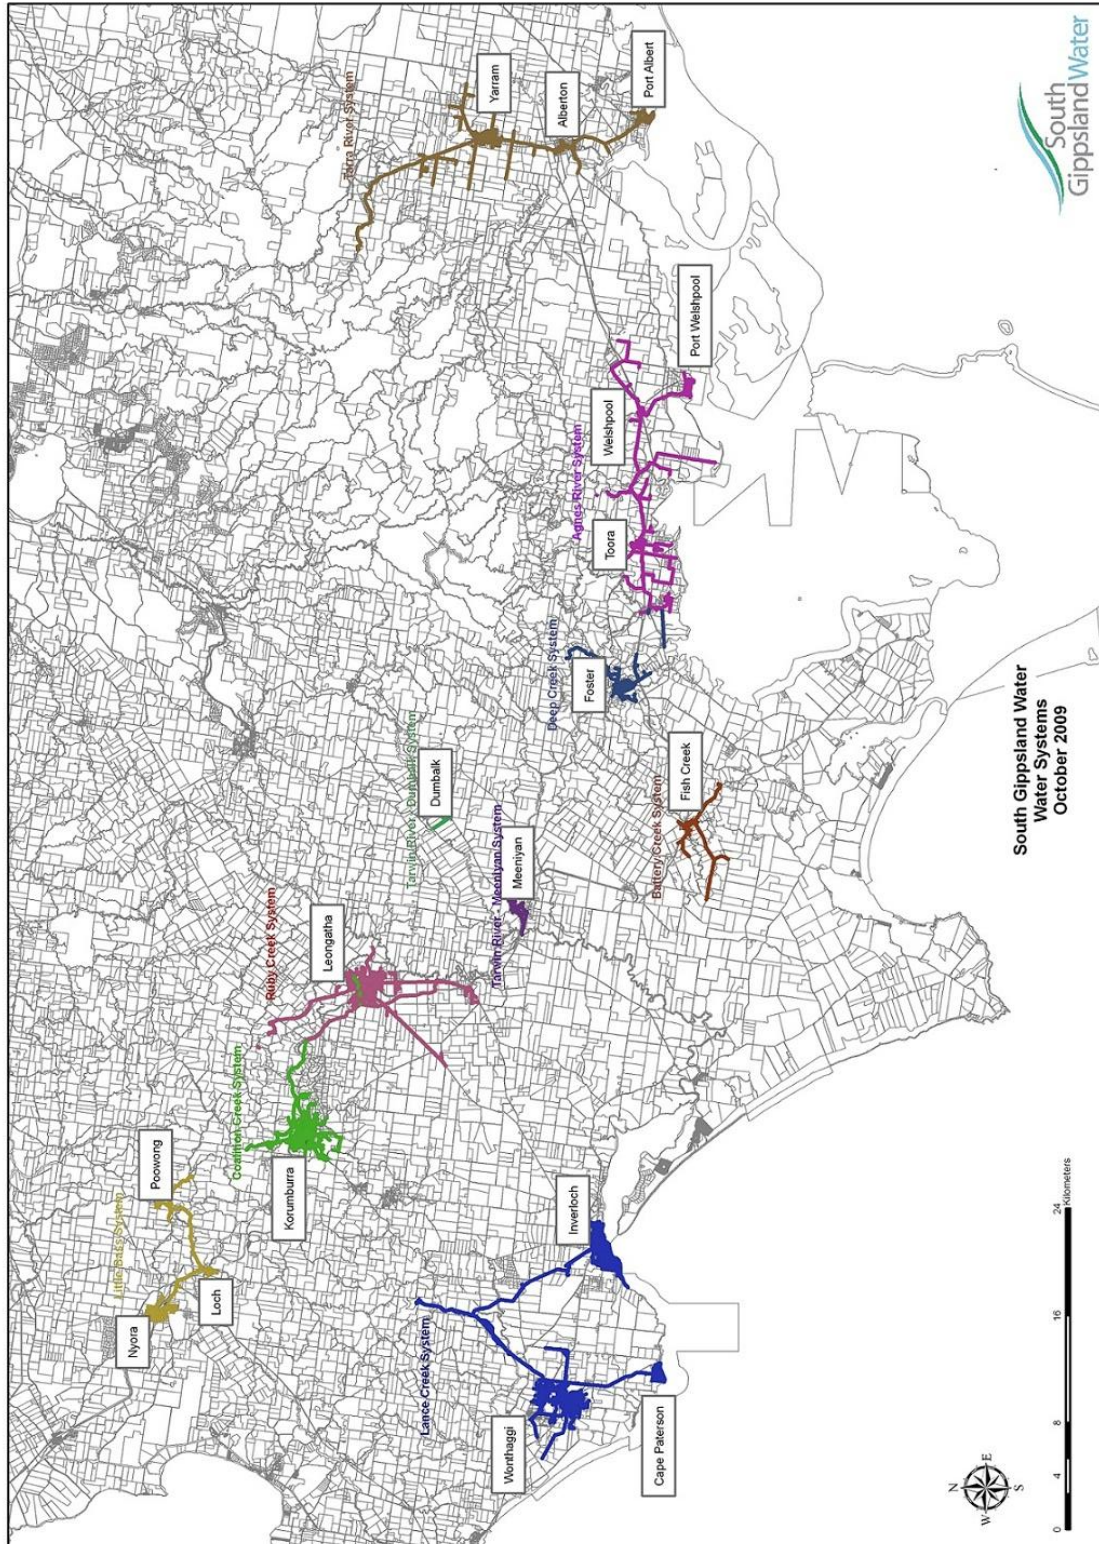 Little Bass System
Nyora
Poowong
Loch
Coalition Creek System
Ruby Creek System
Korumburra
Leongatha
Tarra River System
Tarwin River - Dumbalk System
Dumbalk
Lance Creek System
Yarram
Tarwin River - Meeniyan System
Meeniyan
Wonthaggi
Deep Creek System
Alberton
Inverloch
Agnes River System
Foster
Toora
Welshpool
Port Albert
Battery Creek System
Cape Paterson
Fish Creek
Port Welshpool
N
W
E
S
South Gippsland Water
Water Systems
October 2009
South
Gippsland Water
0 4 8 16 24
Kilometers